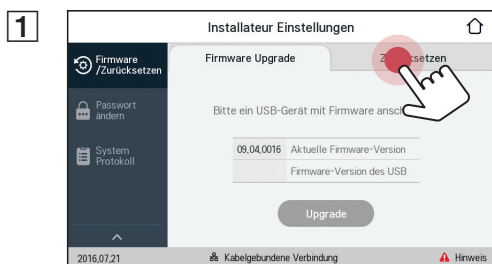 1
Installateur Einstellungen
Firmware
/Zurücksetzen
Firmware Upgrade
Passwort
ändern
Bitte ein USB-Gerät mit Firmware
System
Protokoll
09,04,0016 Aktuelle Firmware-Version
Firmware-Version des USB
Upgrade
2016,07,21
Kabelgebundene Verbindung
Hinweis